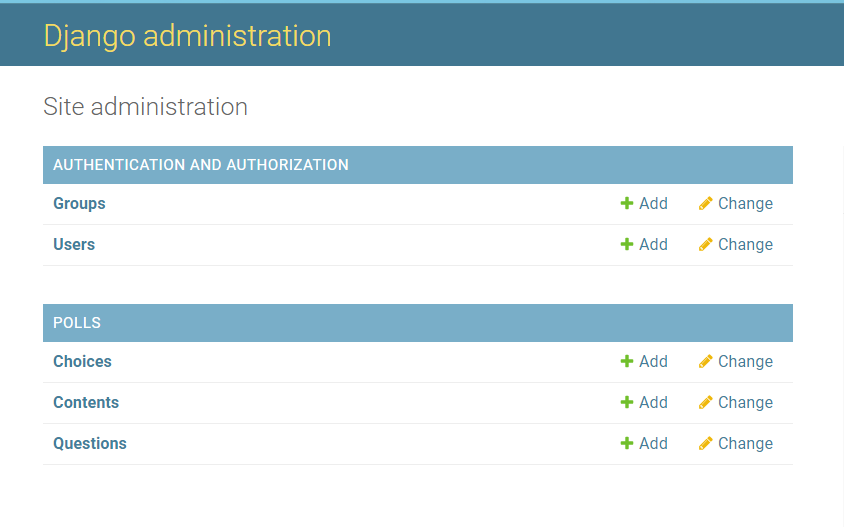 Django administration
Site administration
AUTHENTICATION AND AUTHORIZATION
Groups Add Change
Users Add Change
POLLS
Choices Add Change
Contents Add Change
Questions Add Change